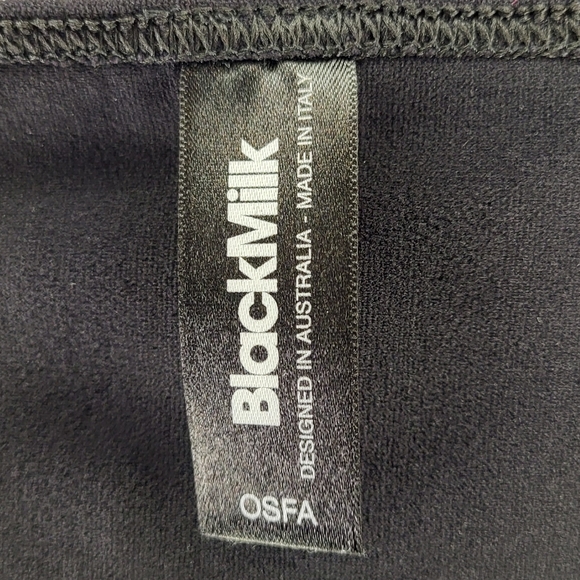 BlackMilk
DESIGNED IN AUSTRALIA - MADE IN ITALY
OSFA